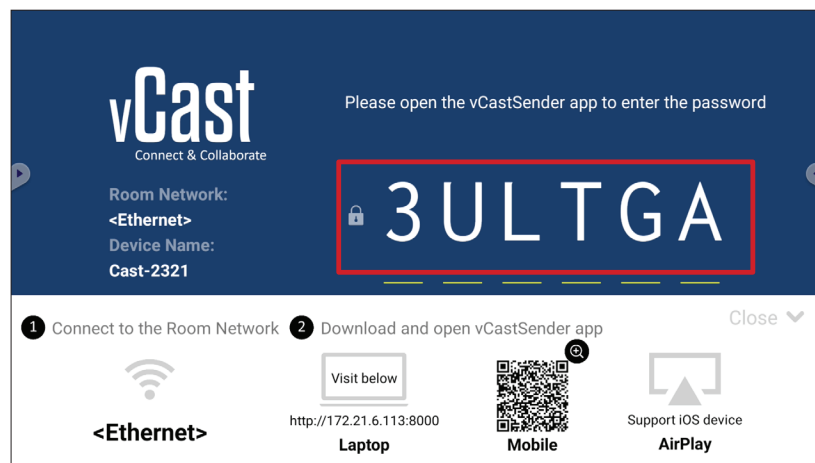 vCast
Connect & Collaborate
Please open the vCastSender app to enter the password
Room Network:
<Ethernet>
Device Name:
Cast-2321
3ULTGA
1 Connect to the Room Network
2 Download and open vCastSender app
Close
<Ethernet>
Visit below
http://172.21.6.113:8000
Laptop
Mobile
Support iOS device
AirPlay